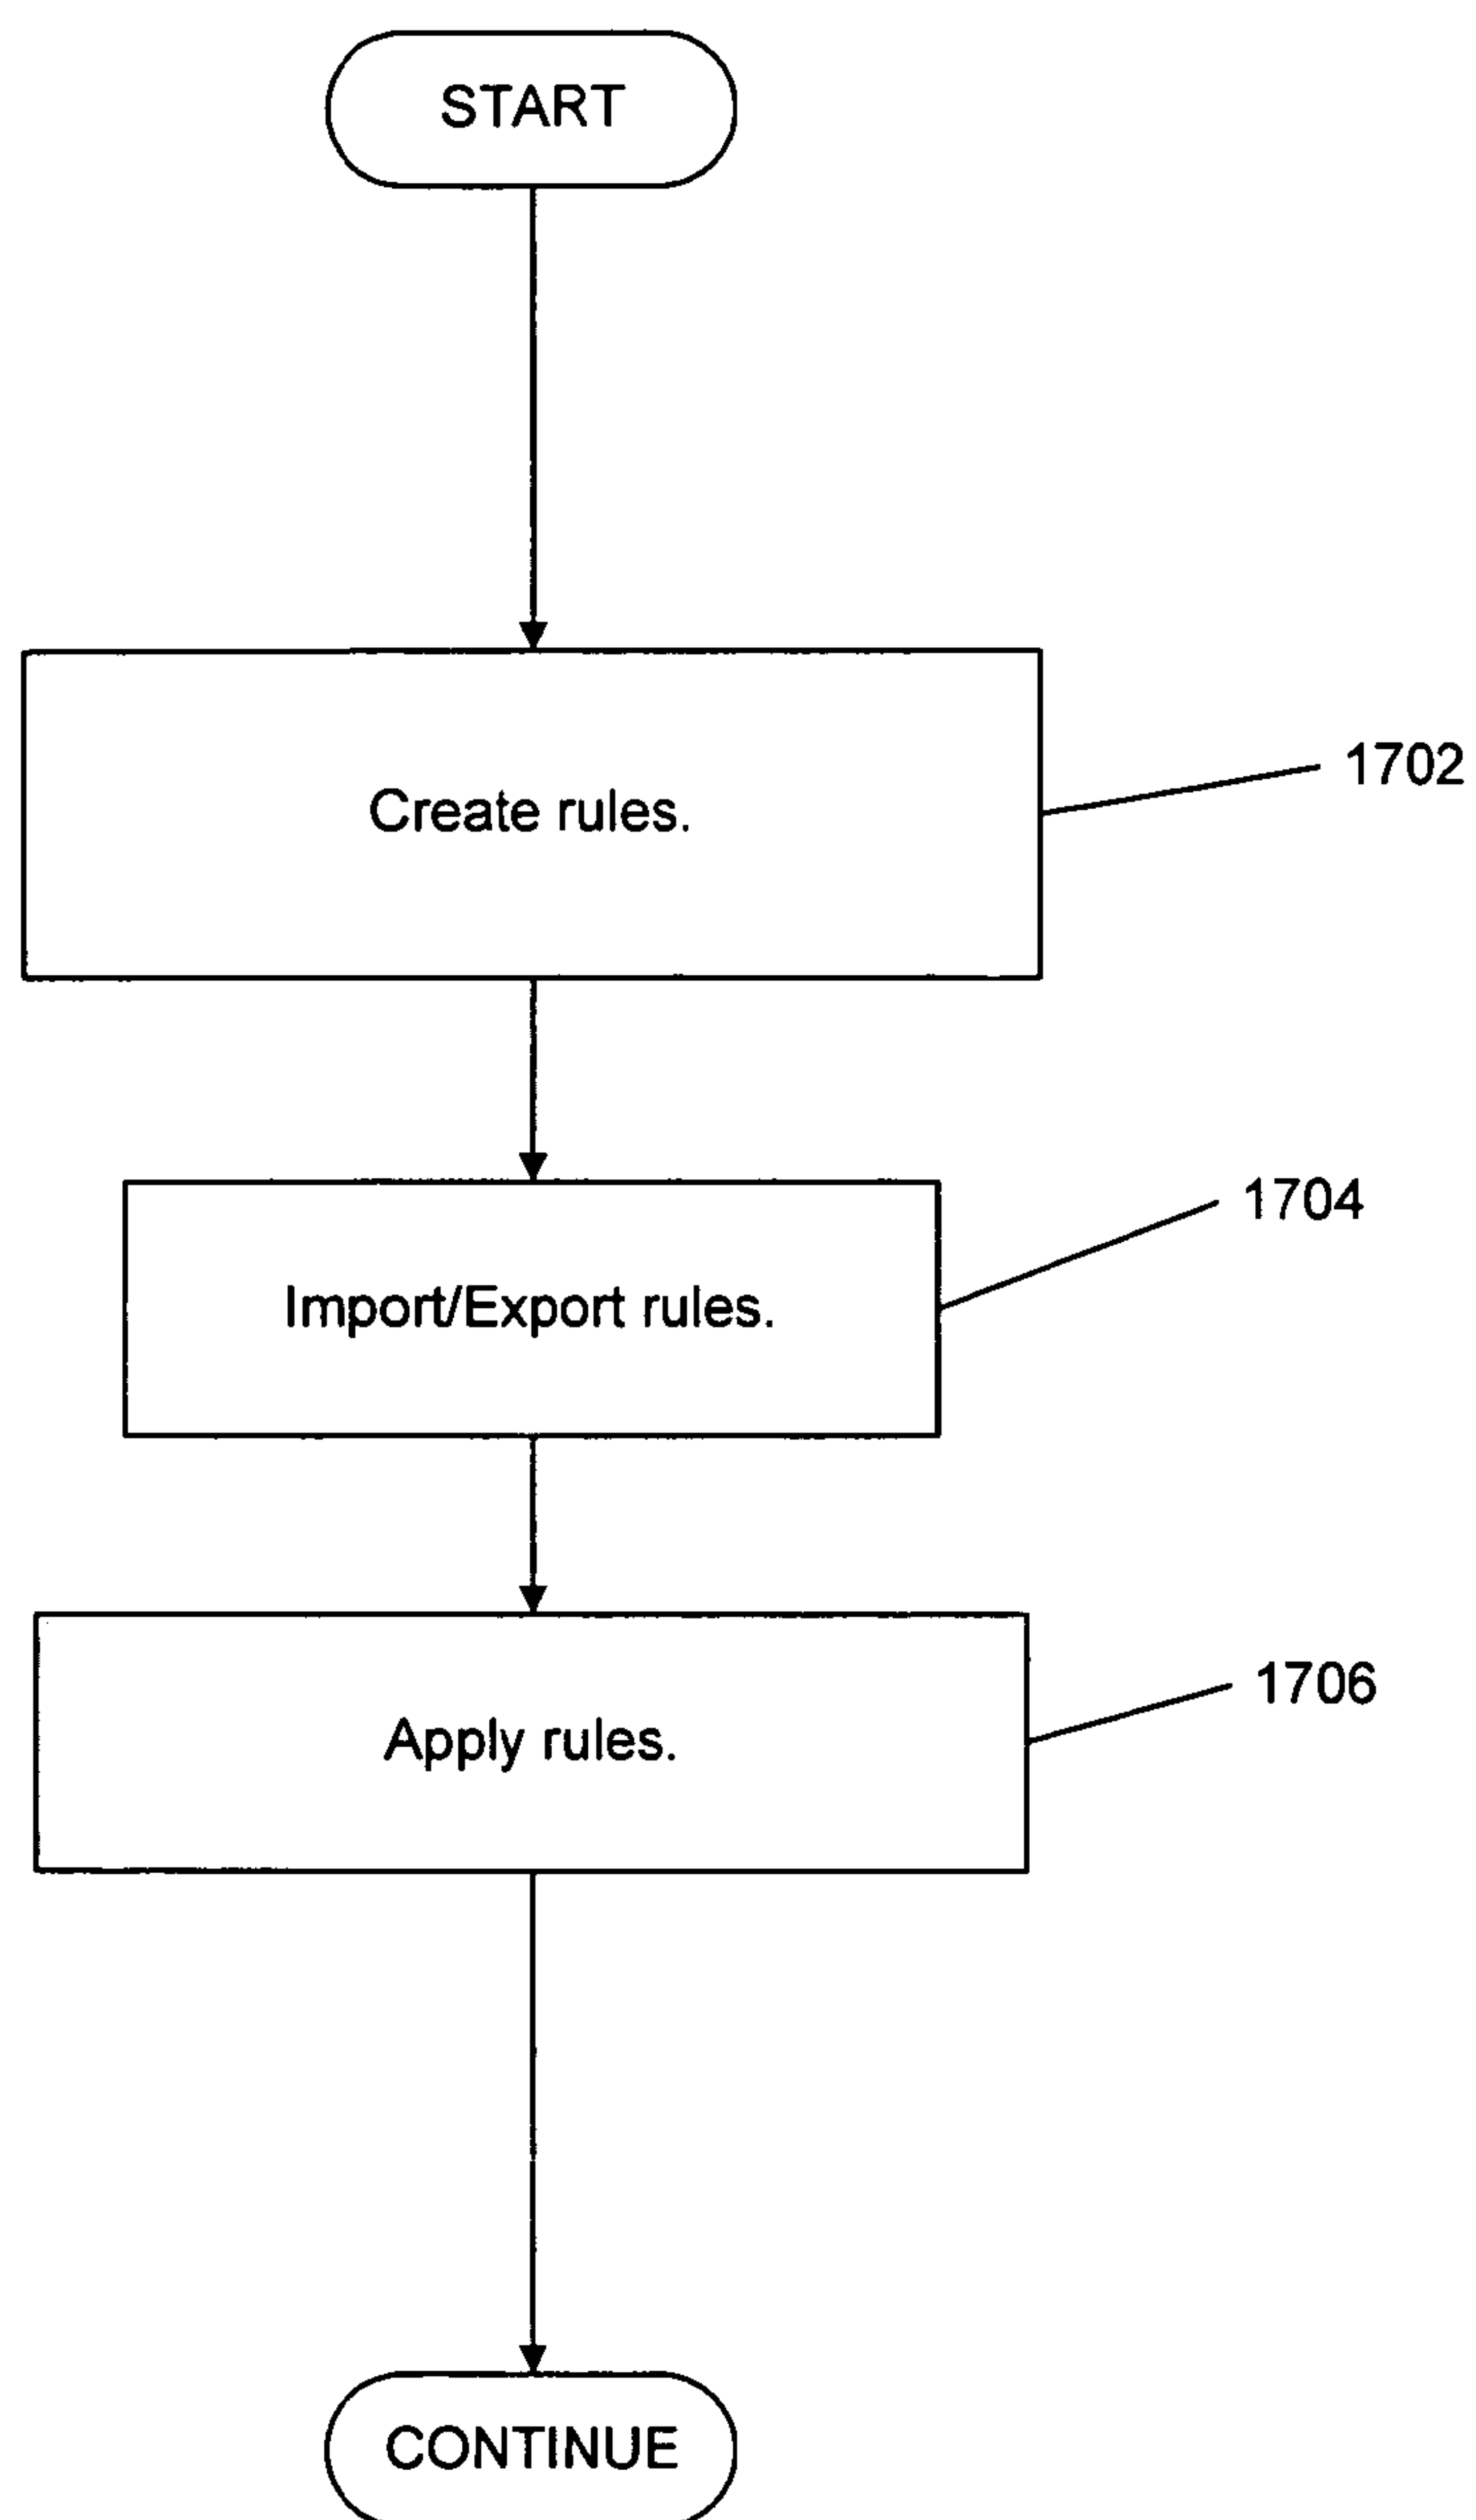 START
Create rules.
1702
Import/Export rules.
1704
Apply rules.
1706
CONTINUE